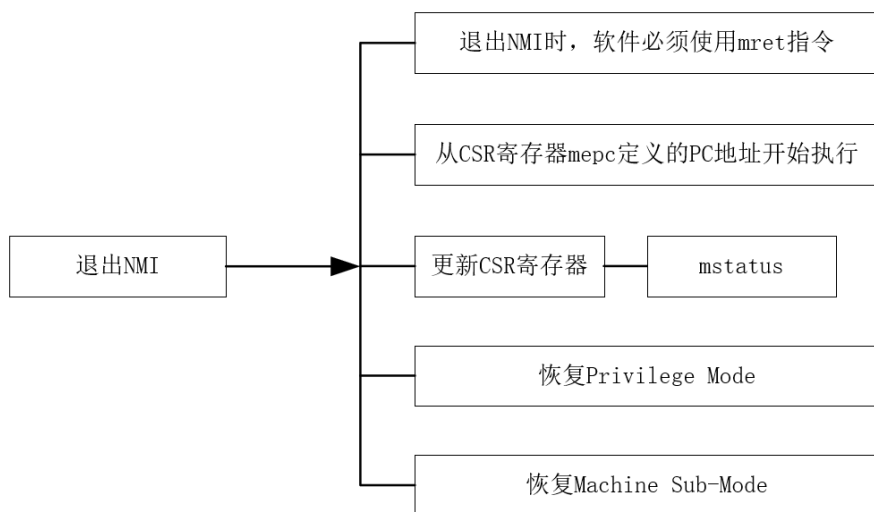 退出NMI时，软件必须使用mret指令
从CSR寄存器mepc定义的PC地址开始执行
退出NMI
更新CSR寄存器
mstatus
恢复Privilege Mode
恢复Machine Sub-Mode